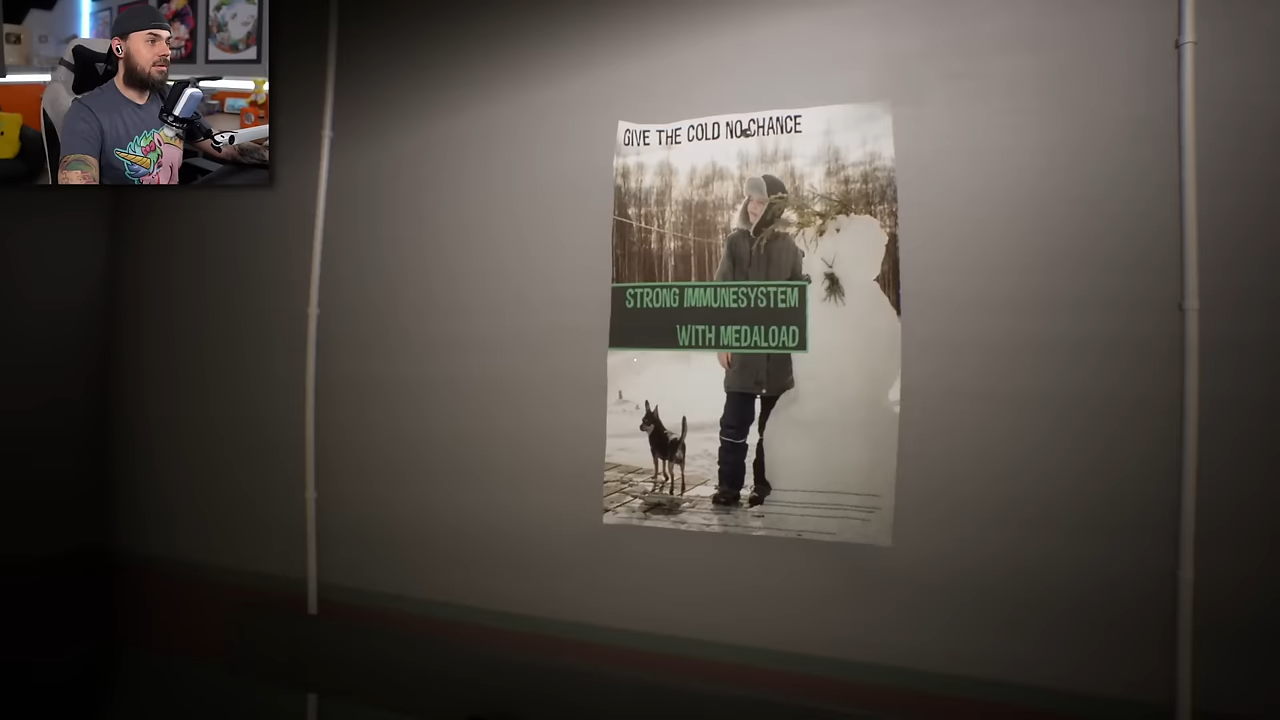 GIVE THE COLD NO CHANCE
STRONG IMMUNESYSTEM
WITH MEDALOAD